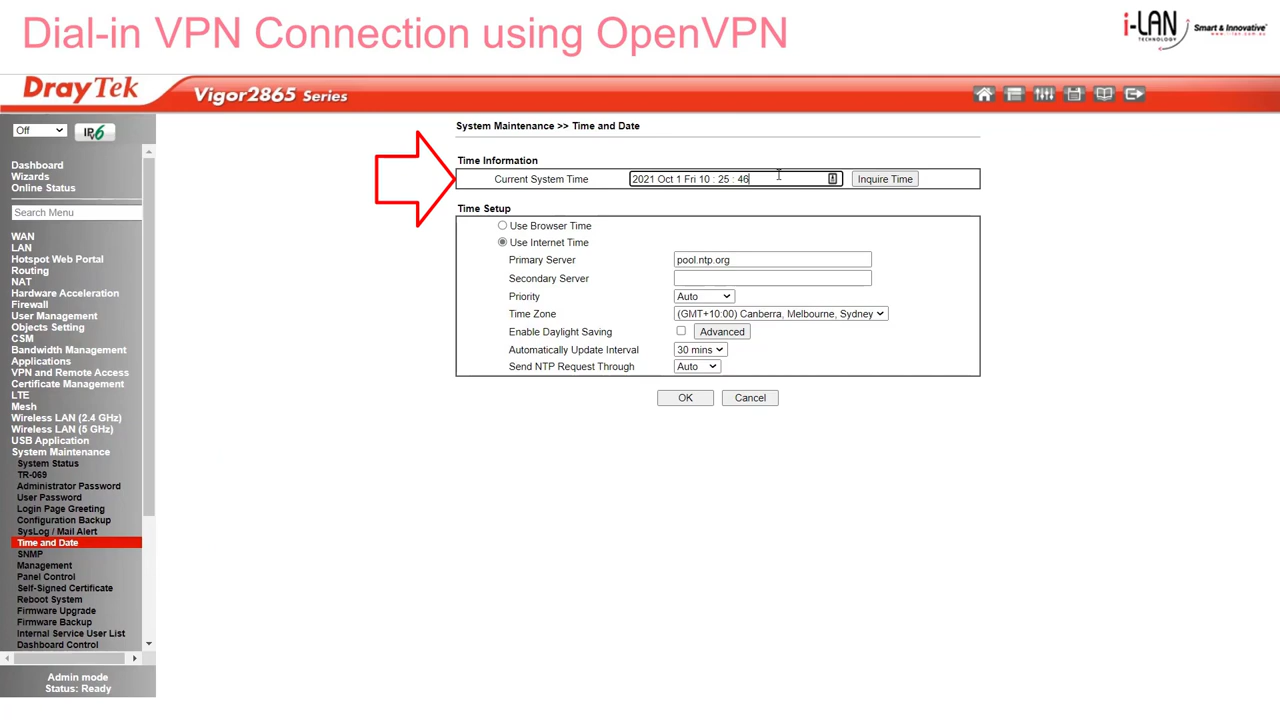 Dial-in VPN Connection using OpenVPN
i-LAN
TECHNOLOGY
Smart & Innovative
DrayTek
Vigor2865 Series
Off
IPv6
Dashboard
Wizards
Online Status
Search Menu
WAN
LAN
Hotspot Web Portal
Routing
NAT
Hardware Acceleration
Firewall
User Management
Objects Setting
CSM
Bandwidth Management
Applications
VPN and Remote Access
Certificate Management
LTE
Mesh
Wireless LAN (2.4 GHz)
Wireless LAN (5 GHz)
USB Application
System Maintenance
System Status
TR-069
Administrator Password
User Password
Login Page Greeting
Configuration Backup
SysLog / Mail Alert
Time and Date
SNMP
Management
Panel Control
Self-Signed Certificate
Reboot System
Firmware Upgrade
Firmware Backup
Internal Service User List
Dashboard Control
Admin mode
Status: Ready
System Maintenance >> Time and Date
Time Information
Current System Time 2021 Oct 1 Fri 10 : 25 : 46 Inquire Time
Time Setup
Use Browser Time
Use Internet Time
Primary Server pool.ntp.org
Secondary Server
Priority Auto
Time Zone (GMT+10:00) Canberra, Melbourne, Sydney
Enable Daylight Saving Advanced
Automatically Update Interval 30 mins
Send NTP Request Through Auto
OK Cancel